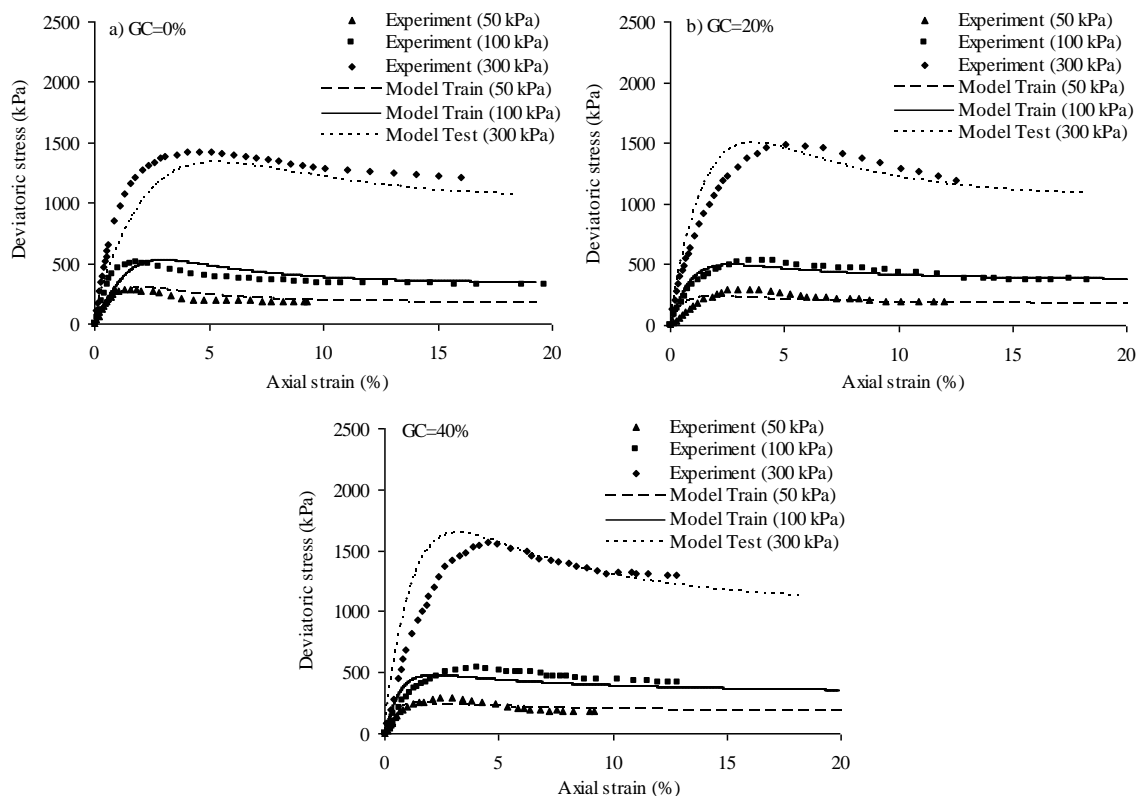 a) GC=0%
Experiment (50 kPa)
Experiment (100 kPa)
Experiment (300 kPa)
Model Train (50 kPa)
Model Train (100 kPa)
Model Test (300 kPa)
Deviatoric stress (kPa)
2500
2000
1500
1000
500
0
0 5 10 15 20
Axial strain (%)
b) GC=20%
Experiment (50 kPa)
Experiment (100 kPa)
Experiment (300 kPa)
Model Train (50 kPa)
Model Train (100 kPa)
Model Test (300 kPa)
Deviatoric stress (kPa)
2500
2000
1500
1000
500
0
0 5 10 15 20
Axial strain (%)
GC=40%
Experiment (50 kPa)
Experiment (100 kPa)
Experiment (300 kPa)
Model Train (50 kPa)
Model Train (100 kPa)
Model Test (300 kPa)
Deviatoric stress (kPa)
2500
2000
1500
1000
500
0
0 5 10 15 20
Axial strain (%)